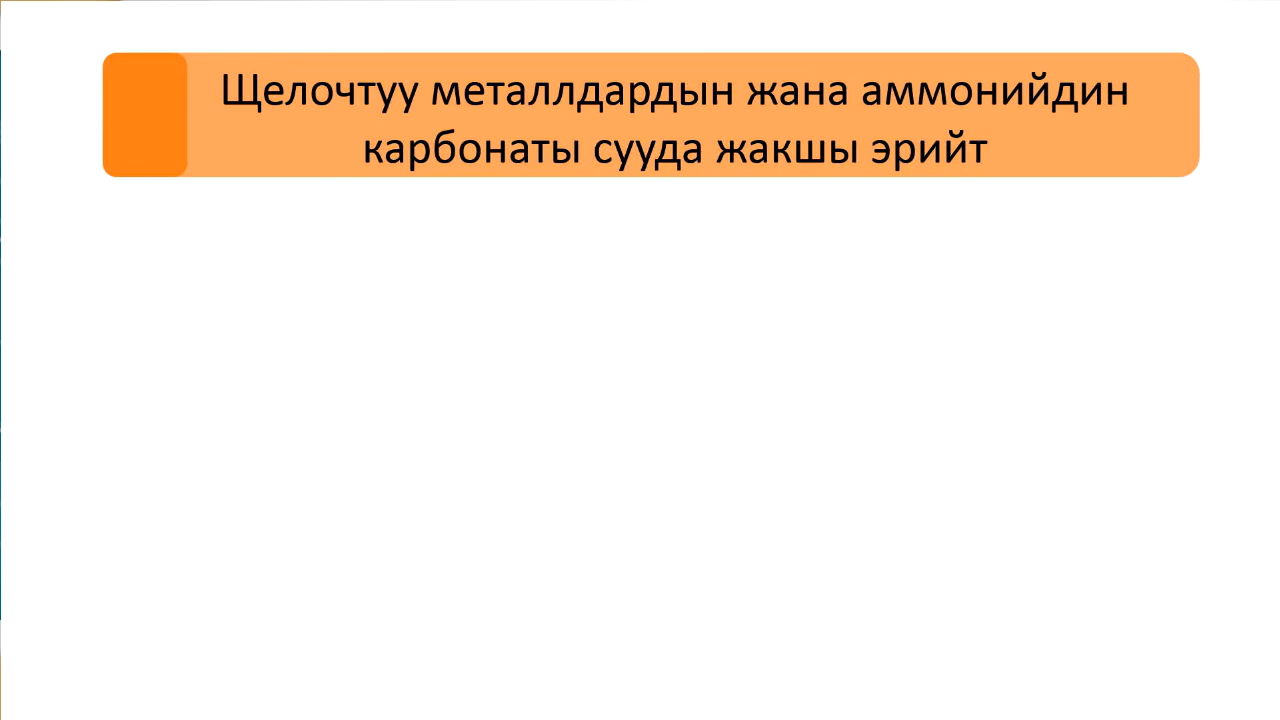 Щелочтуу металлдардын жана аммонийдин
карбонаты сууда жакшы эрийт